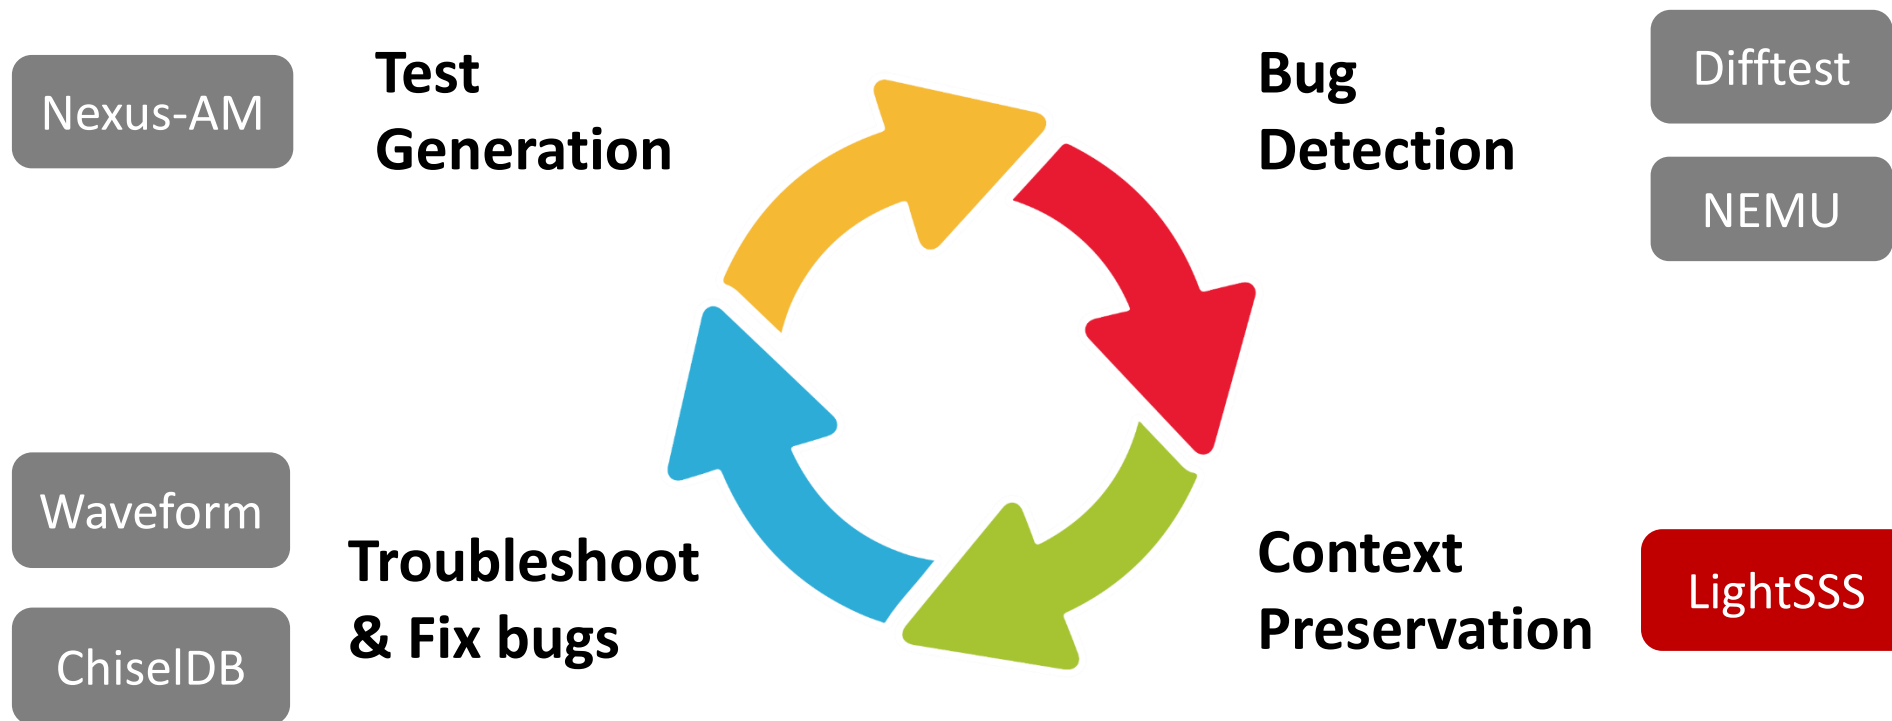 Nexus-AM
Test
Generation
Bug
Detection
Difftest
NEMU
Waveform
ChiselDB
Troubleshoot
& Fix bugs
Context
Preservation
LightSSS